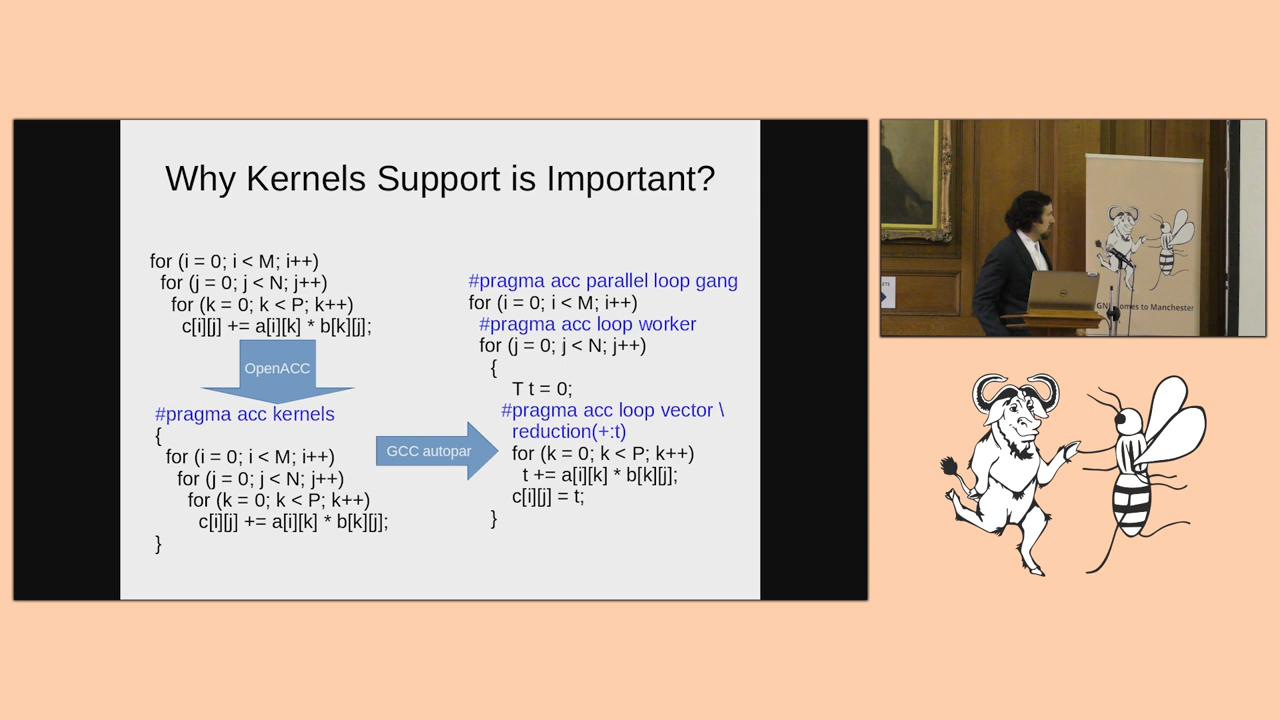 Why Kernels Support is Important?
for (i = 0; i < M; i++)
for (j = 0; j < N; j++)
for (k = 0; k < P; k++)
c[i][j] += a[i][k] * b[k][j];
OpenACC
#pragma acc kernels
{
for (i = 0; i < M; i++)
for (j = 0; j < N; j++)
for (k = 0; k < P; k++)
c[i][j] += a[i][k] * b[k][j];
}
GCC autopar
#pragma acc parallel loop gang
for (i = 0; i < M; i++)
#pragma acc loop worker
for (j = 0; j < N; j++)
{
T t = 0;
#pragma acc loop vector \
reduction(+:t)
for (k = 0; k < P; k++)
t += a[i][k] * b[k][j];
c[i][j] = t;
}
to Manchester